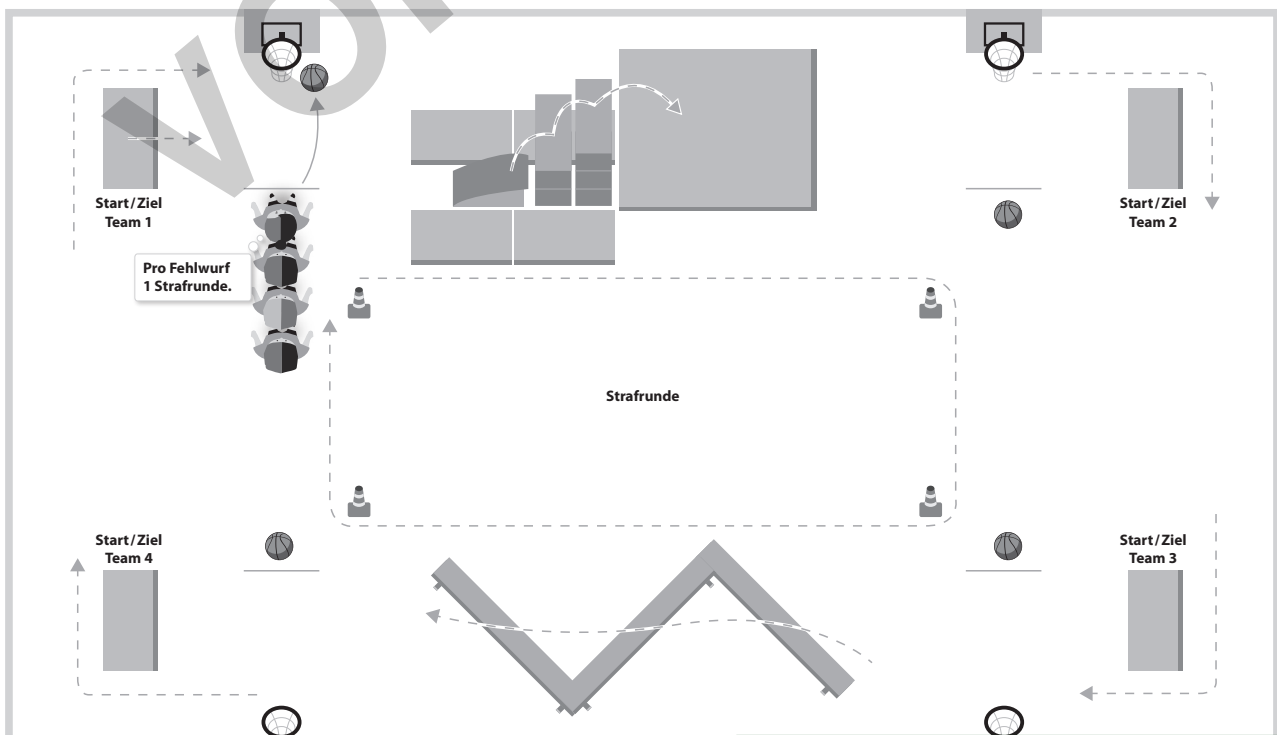 VO
Start/Ziel
Team 1
Start/Ziel
Team 2
Pro Fehlwurf
1 Strafrunde.
Strafrunde
Start/Ziel
Team 4
Start/Ziel
Team 3